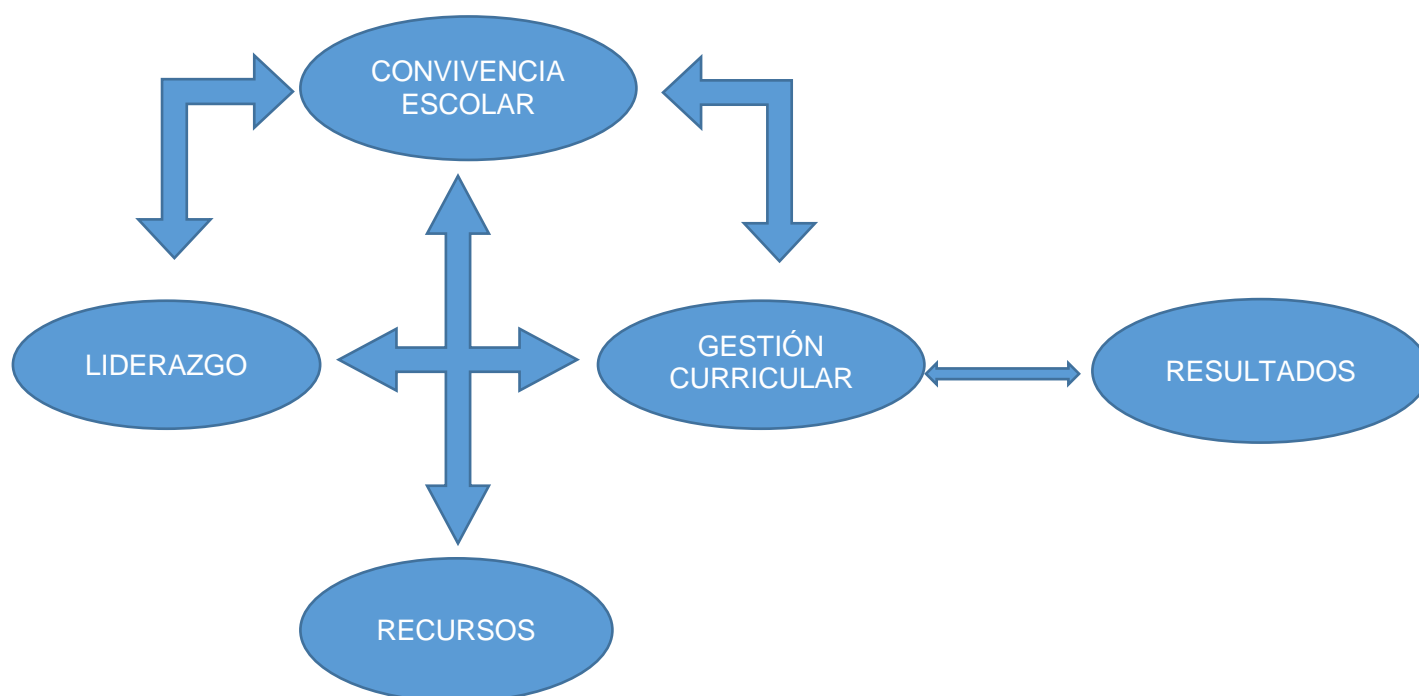 CONVIVENCIA
ESCOLAR
LIDERAZGO
GESTIÓN
CURRICULAR
RESULTADOS
RECURSOS